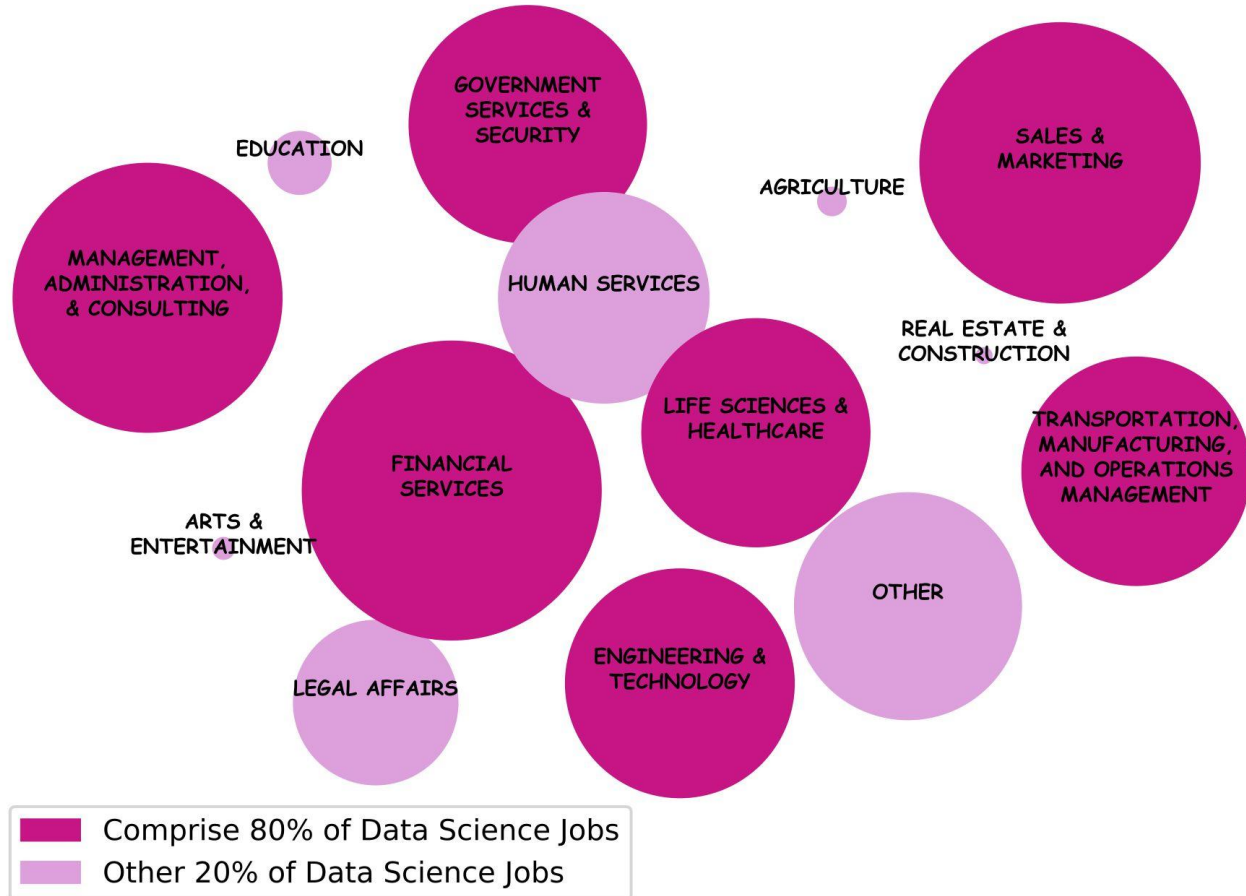 GOVERNMENT
SERVICES &
SECURITY
SALES &
MARKETING
EDUCATION
AGRICULTURE
MANAGEMENT,
ADMINISTRATION,
& CONSULTING
HUMAN SERVICES
REAL ESTATE &
CONSTRUCTION
LIFE SCIENCES &
HEALTHCARE
TRANSPORTATION,
MANUFACTURING,
AND OPERATIONS
MANAGEMENT
FINANCIAL
SERVICES
ARTS &
ENTERTAINMENT
OTHER
ENGINEERING &
TECHNOLOGY
LEGAL AFFAIRS
Comprise 80% of Data Science Jobs
Other 20% of Data Science Jobs